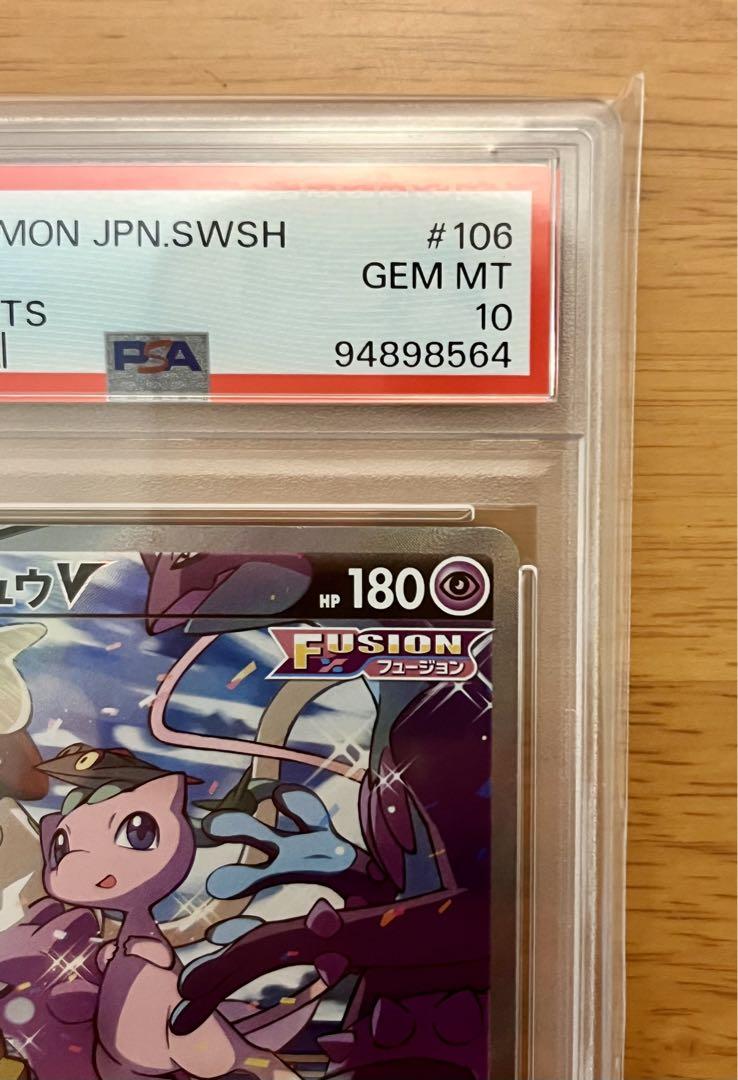 MON JPN.SWSH #106
GEM MT
TS 10
PSA 94898564
ュウV HP 180
FUSION
フュージョン